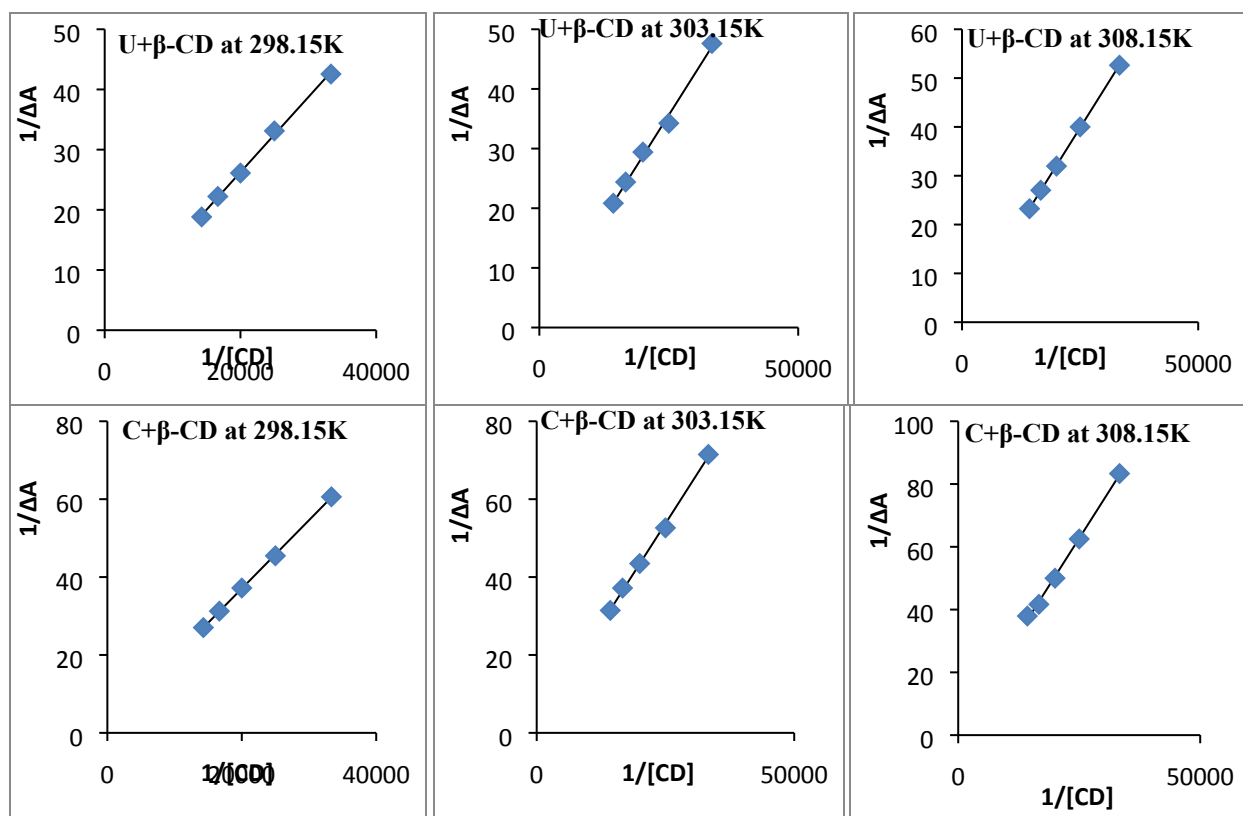 U+β-CD at 298.15K
1/ΔA
50
40
30
20
10
0
0
20000
40000
1/[CD]
U+β-CD at 303.15K
1/ΔA
50
40
30
20
10
0
0
50000
1/[CD]
U+β-CD at 308.15K
1/ΔA
60
50
40
30
20
10
0
0
50000
1/[CD]
C+β-CD at 298.15K
1/ΔA
80
60
40
20
0
0
20000
40000
1/[CD]
C+β-CD at 303.15K
1/ΔA
80
60
40
20
0
0
50000
1/[CD]
C+β-CD at 308.15K
1/ΔA
100
80
60
40
20
0
0
50000
1/[CD]